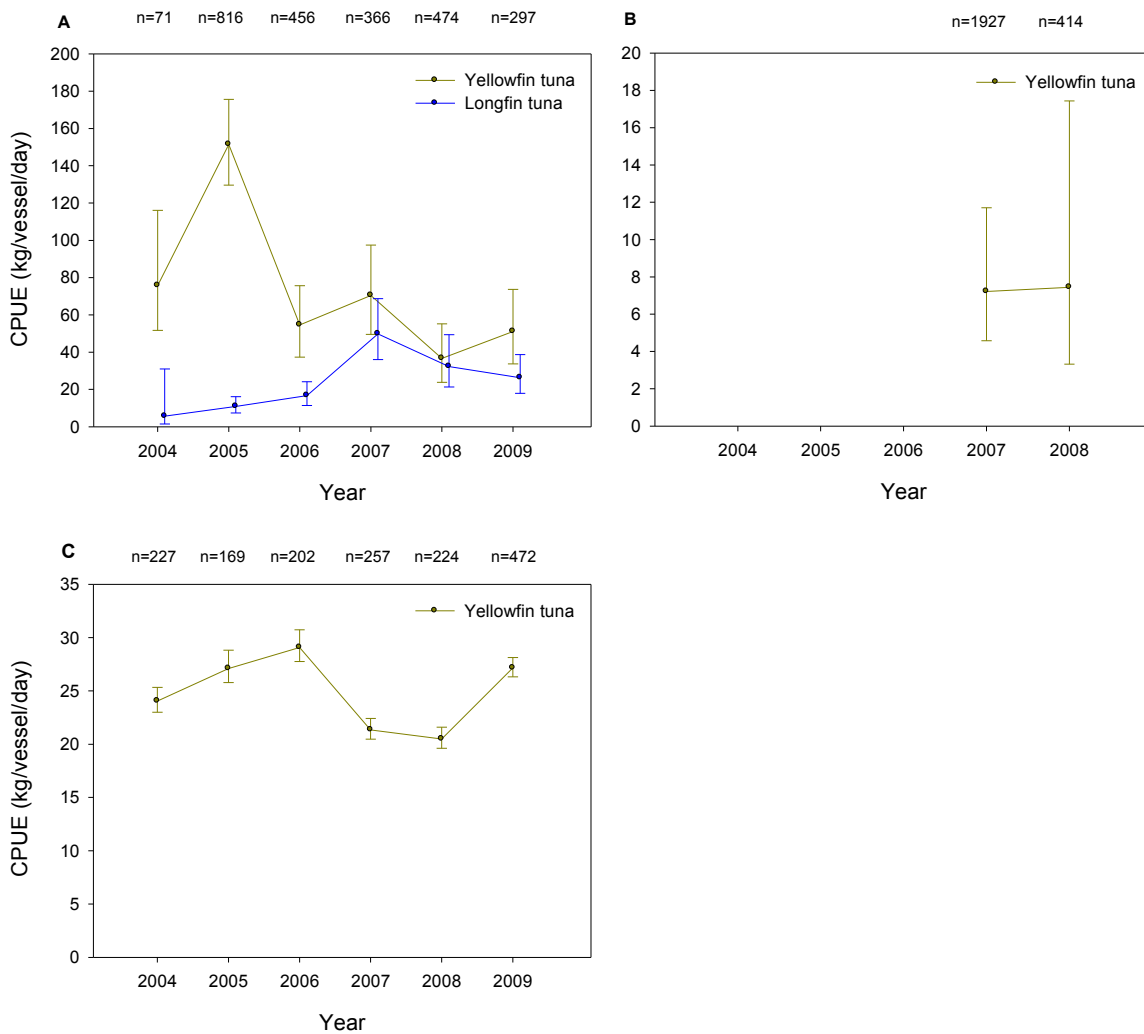 A n=71 n=816 n=456 n=366 n=474 n=297
200
180
160
140
120
100
80
60
40
20
0
CPUE (kg/vessel/day)
Yellowfin tuna
Longfin tuna
2004 2005 2006 2007 2008 2009
Year
B n=1927 n=414
20
18
16
14
12
10
8
6
4
2
0
Yellowfin tuna
2004 2005 2006 2007 2008
Year
C n=227 n=169 n=202 n=257 n=224 n=472
35
30
25
20
15
10
5
0
CPUE (kg/vessel/day)
Yellowfin tuna
2004 2005 2006 2007 2008 2009
Year